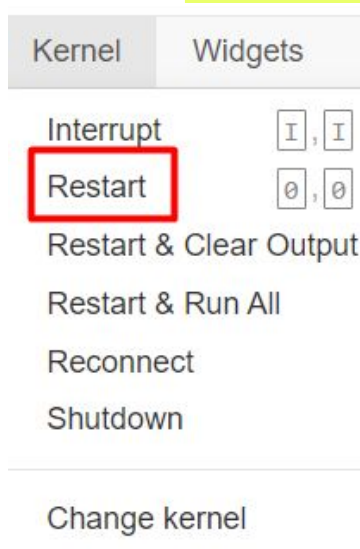 Kernel Widgets
Interrupt I , I
Restart 0 , 0
Restart & Clear Output
Restart & Run All
Reconnect
Shutdown
Change kernel